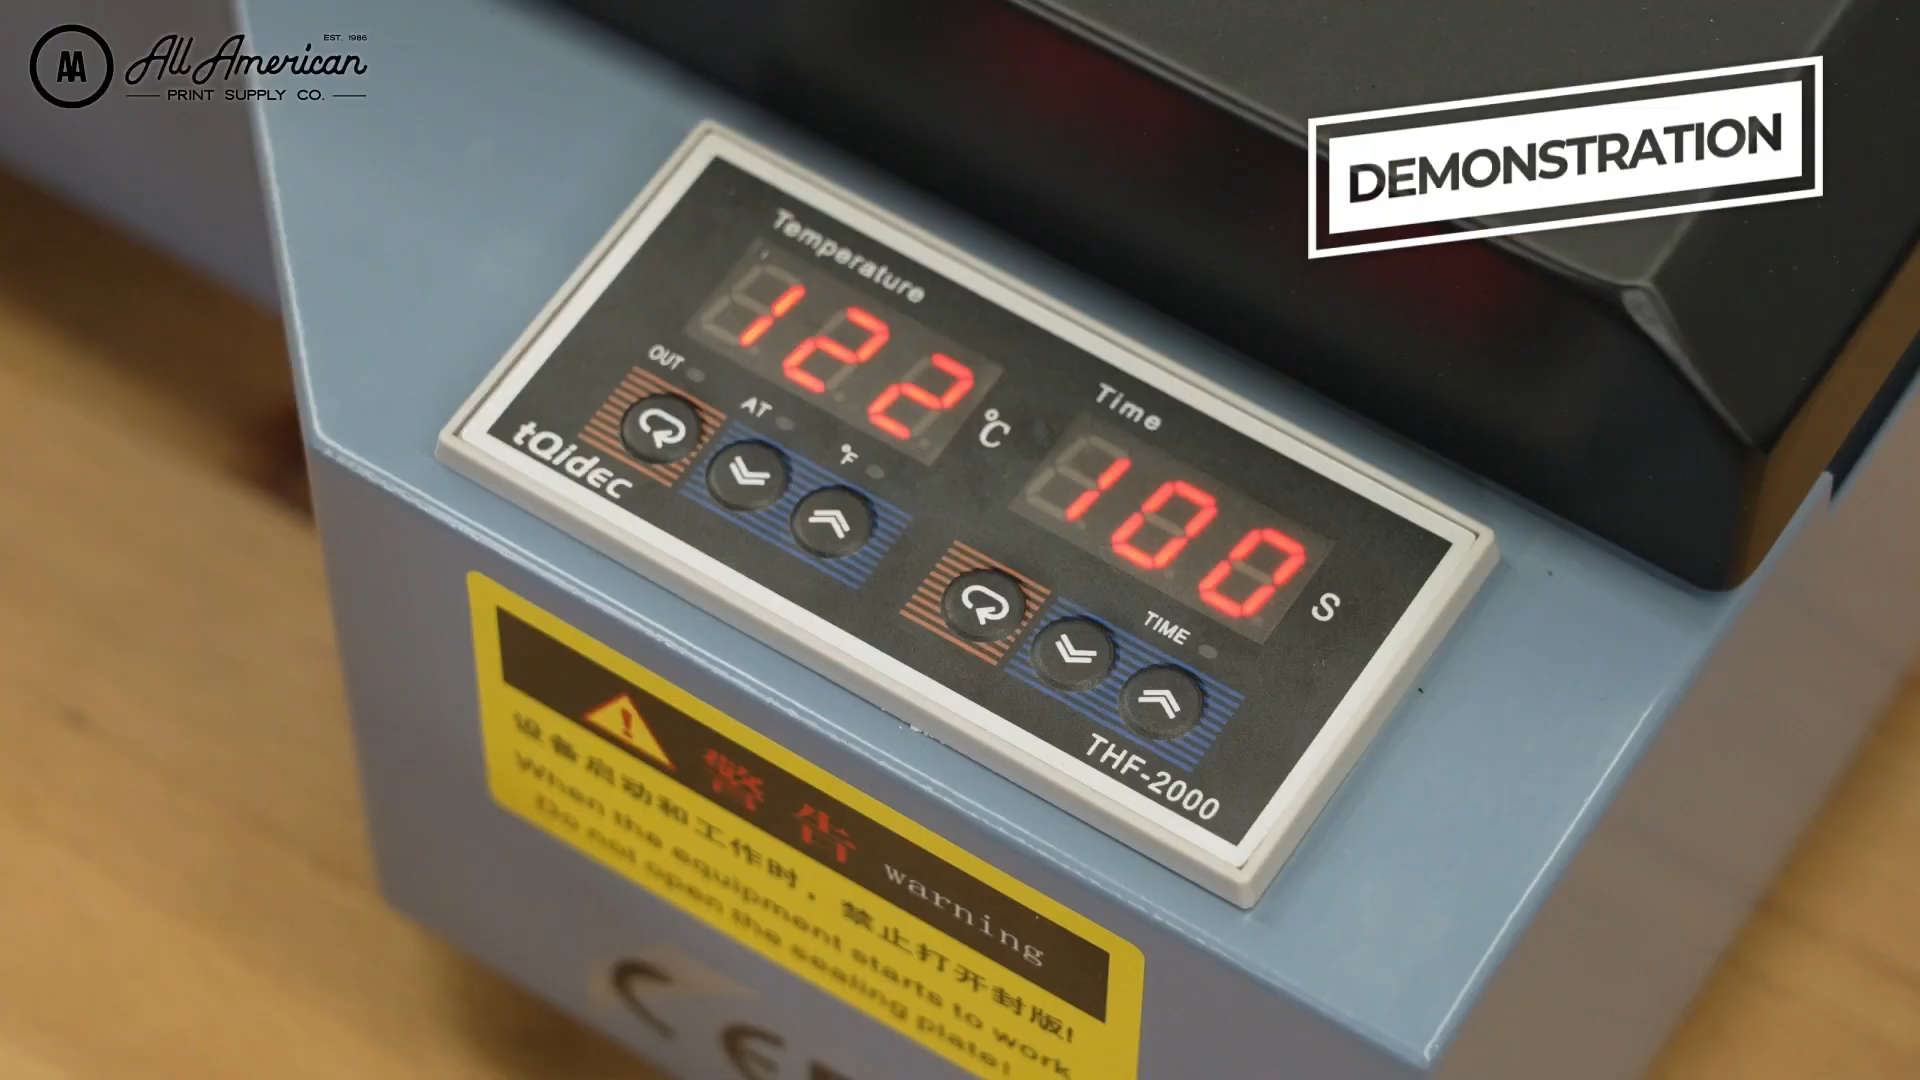 AA
All American
EST. 1986
PRINT SUPPLY CO.
DEMONSTRATION
Temperature
122
°C
OUT
AT
°F
tQidec
Time
100
S
TIME
THF-2000
警告 warning
设备启动和工作时，禁止打开封版!
When the equipment starts to work
Do not open the sealing plate!
CE